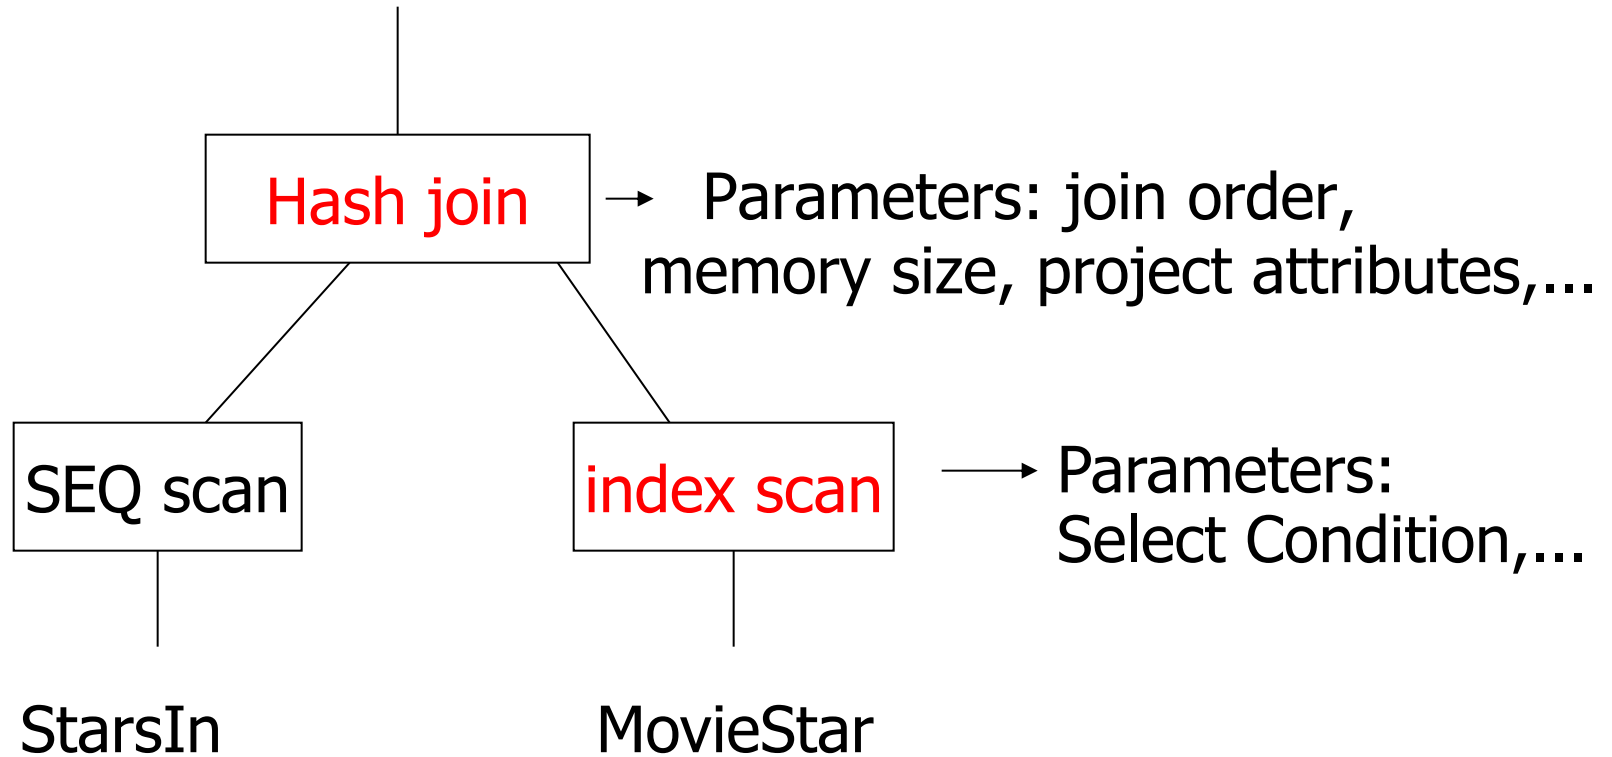 Hash join
Parameters: join order,
memory size, project attributes,...
SEQ scan
index scan
Parameters:
Select Condition,...
StarsIn
MovieStar